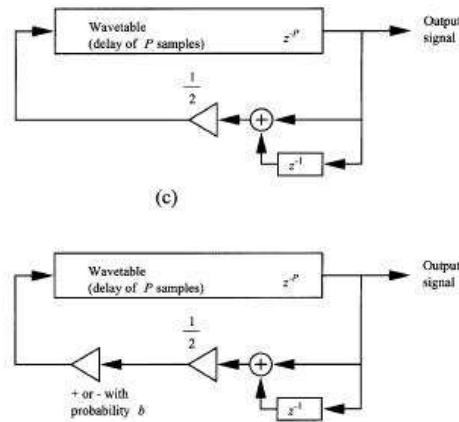 Wavetable
(delay of P samples)
z-P
Output
signal
1
2
+
z-1
(c)
Wavetable
(delay of P samples)
z-P
Output
signal
1
2
+
z-1
+ or - with
probability b